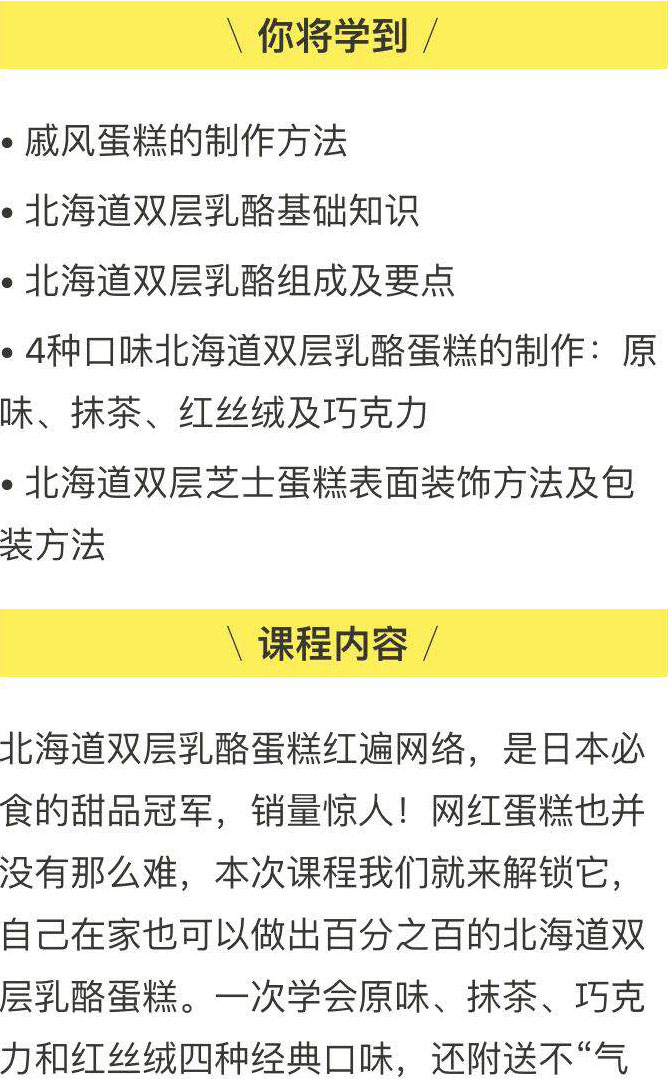 \ 你将学到 /
• 戚风蛋糕的制作方法
• 北海道双层乳酪基础知识
• 北海道双层乳酪组成及要点
• 4种口味北海道双层乳酪蛋糕的制作：原
味、抹茶、红丝绒及巧克力
• 北海道双层芝士蛋糕表面装饰方法及包
装方法
\ 课程内容 /
北海道双层乳酪蛋糕红遍网络，是日本必
食的甜品冠军，销量惊人！网红蛋糕也并
没有那么难，本次课程我们就来解锁它，
自己在家也可以做出百分之百的北海道双
层乳酪蛋糕。一次学会原味、抹茶、巧克
力和红丝绒四种经典口味，还附送不“气